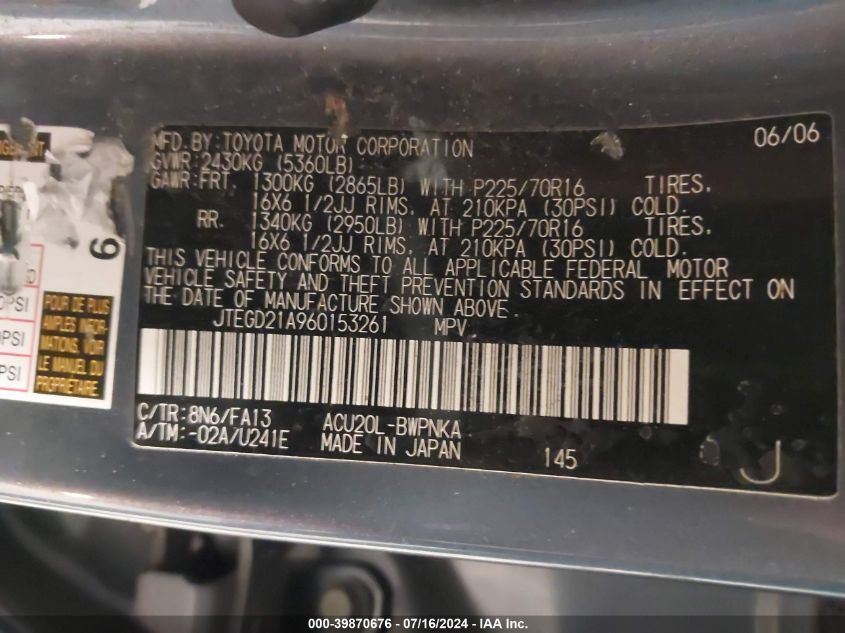 MFD. BY: TOYOTA MOTOR CORPORATION 06/06
GVWR: 2430KG (5360LB)
GAWR: FRT. 1300KG (2865LB) WITH P225/70R16 TIRES,
16X6 1/2JJ RIMS, AT 210KPA (30PSI) COLD.
RR. 1340KG (2950LB) WITH P225/70R16 TIRES,
16X6 1/2JJ RIMS, AT 210KPA (30PSI) COLD.
THIS VEHICLE CONFORMS TO ALL APPLICABLE FEDERAL MOTOR
VEHICLE SAFETY AND THEFT PREVENTION STANDARDS IN EFFECT ON
THE DATE OF MANUFACTURE SHOWN ABOVE.
JTEGD21A960153261 MPV
C/TR: 8N6/FA13 ACU20L-BWPNKA
A/TM: -02A/U241E MADE IN JAPAN 145 J
6
PSI
POUR DE PLUS
AMPLES INFOR-
MATIONS, VOIR
LE MANUEL DU
PROPRIÉTAIRE
PSI
PSI
000-39870676 - 07/16/2024 - IAA Inc.